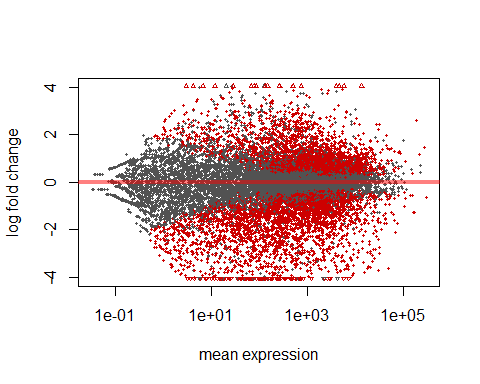 4
2
0
-2
-4
log fold change
1e-01
1e+01
1e+03
1e+05
mean expression